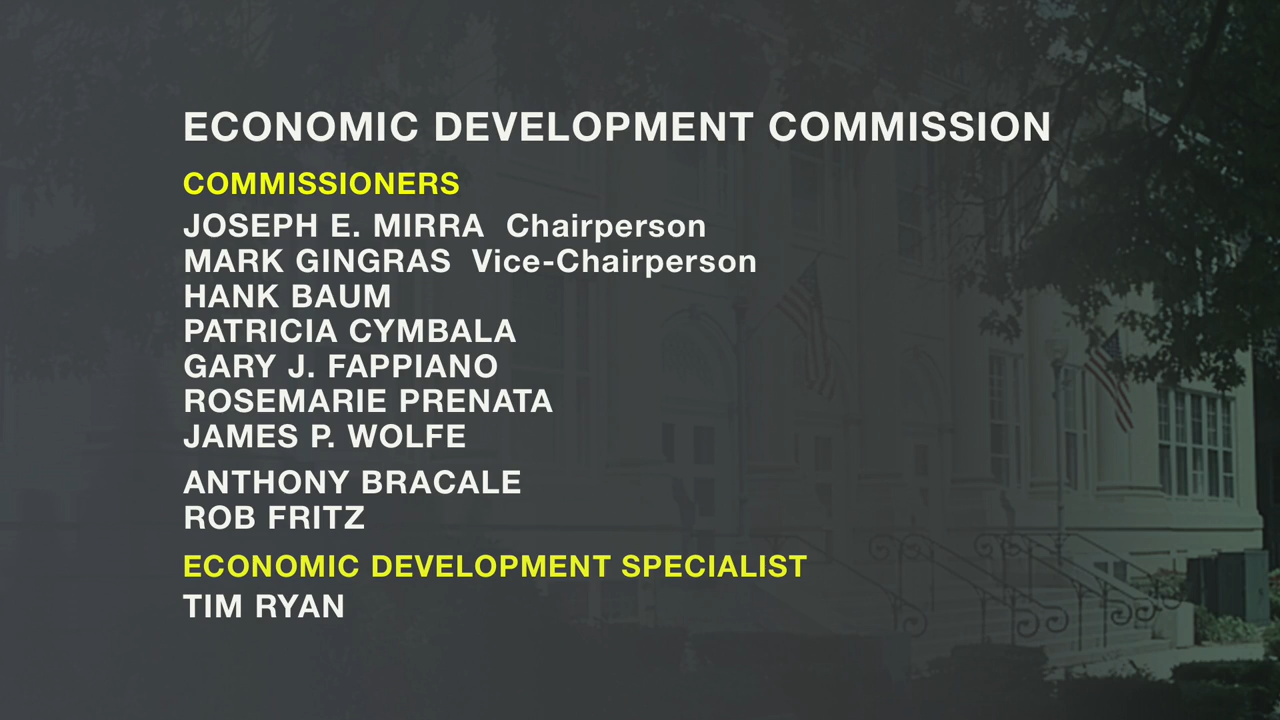 ECONOMIC DEVELOPMENT COMMISSION
COMMISSIONERS
JOSEPH E. MIRRA Chairperson
MARK GINGRAS Vice-Chairperson
HANK BAUM
PATRICIA CYMBALA
GARY J. FAPPIANO
ROSEMARIE PRENATA
JAMES P. WOLFE
ANTHONY BRACALE
ROB FRITZ
ECONOMIC DEVELOPMENT SPECIALIST
TIM RYAN